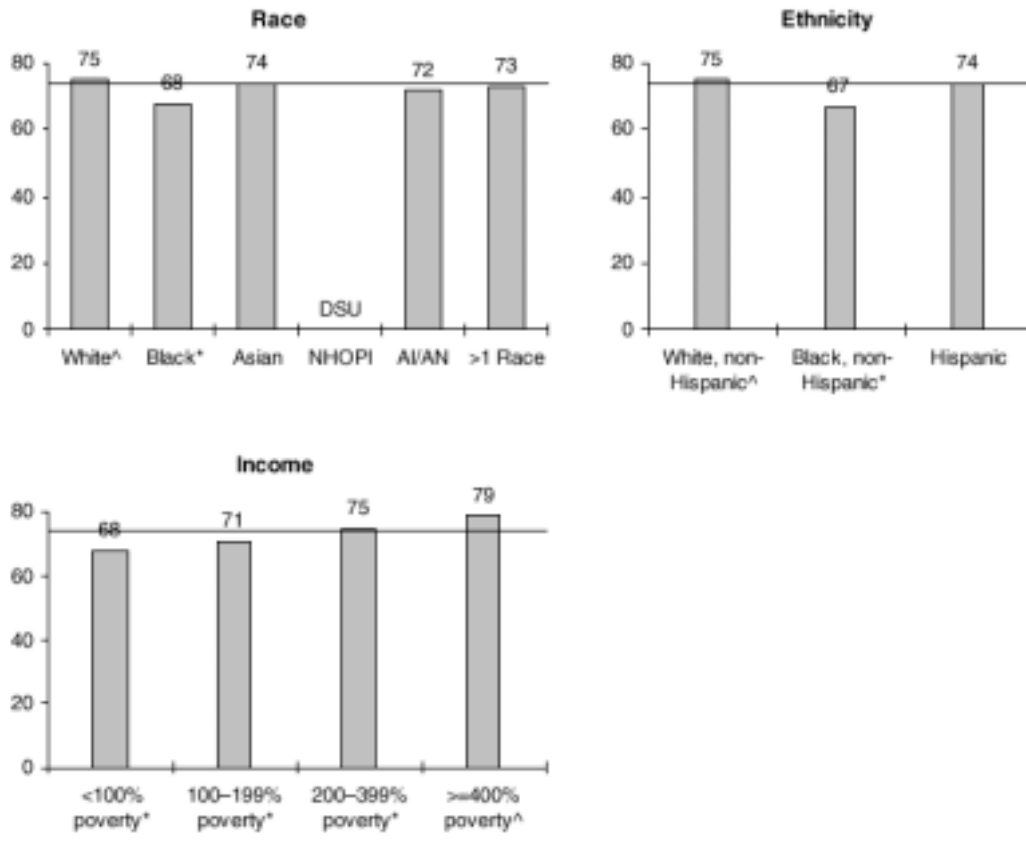 Race
80
60
40
20
0
75
68
74
DSU
72
73
White^
Black*
Asian
NHOPI
AI/AN
>1 Race
Ethnicity
80
60
40
20
0
75
67
74
White, non-
Hispanic^
Black, non-
Hispanic*
Hispanic
Income
80
60
40
20
0
68
71
75
79
<100%
poverty*
100–199%
poverty*
200–399%
poverty*
>=400%
poverty^